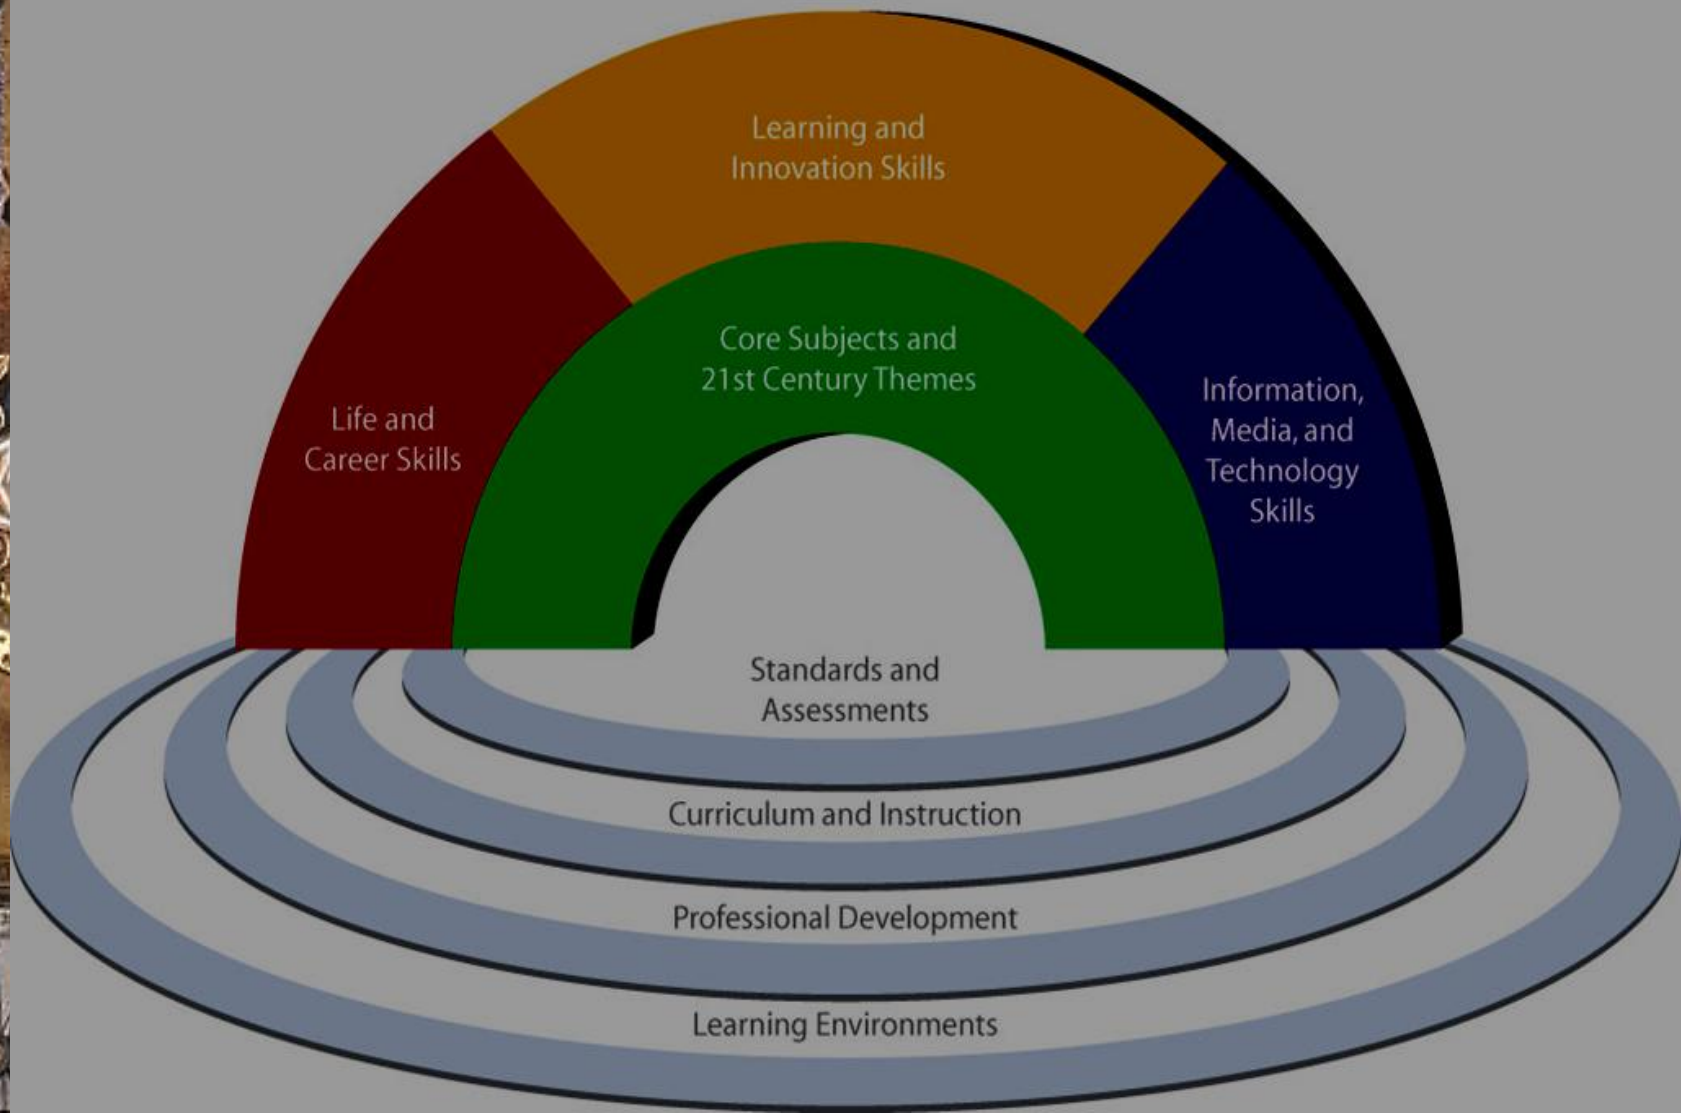 Learning and
Innovation Skills
Core Subjects and
21st Century Themes
Life and
Career Skills
Information,
Media, and
Technology
Skills
Standards and
Assessments
Curriculum and Instruction
Professional Development
Learning Environments